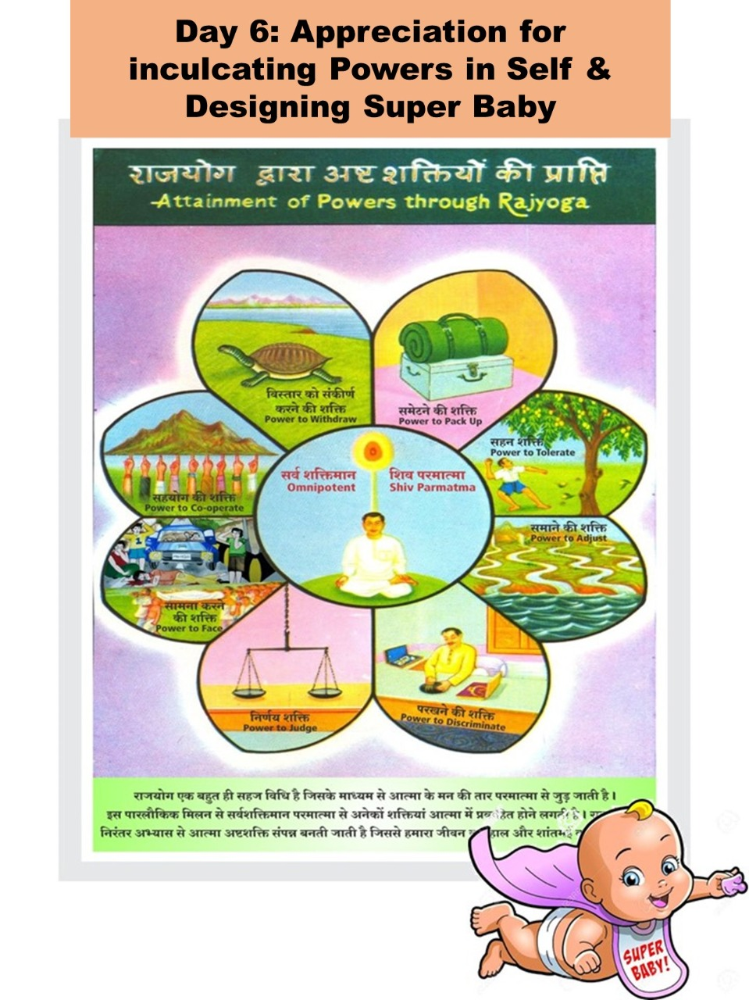 Day 6: Appreciation for
inculcating Powers in Self &
Designing Super Baby
राजयोग द्वारा अष्ट शक्तियों की प्राप्ति
Attainment of Powers through Rajyoga
विस्तार को संकीर्ण
करने की शक्ति
Power to Withdraw
समेटने की शक्ति
Power to Pack Up
सहन शक्ति
Power to Tolerate
सहयोग की शक्ति
Power to Co-operate
सर्व शक्तिमान
Omnipotent
शिव परमात्मा
Shiv Parmatma
समाने की शक्ति
Power to Adjust
सामना करने
की शक्ति
Power to Face
निर्णय शक्ति
Power to Judge
परखने की शक्ति
Power to Discriminate
राजयोग एक बहुत ही सहज विधि है जिसके माध्यम से आत्मा के मन की तार परमात्मा से जुड़ जाती है।
इस पारलौकिक मिलन से सर्वशक्तिमान परमात्मा से अनेकों शक्तियां आत्मा में प्रवाहित होने लगती है।
निरंतर अभ्यास से आत्मा अष्टशक्ति संपन्न बनती जाती है जिससे हमारा जीवन और शांतमई
SUPER
BABY!